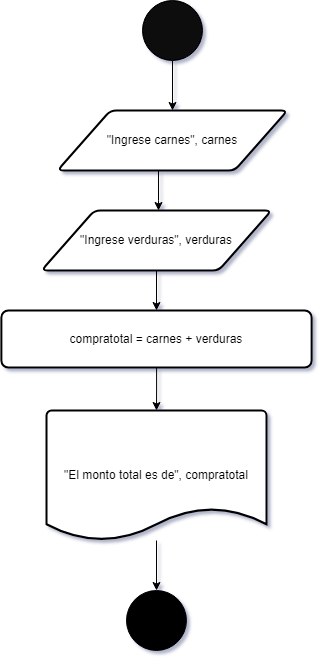 "Ingrese carnes", carnes
"Ingrese verduras", verduras
compratotal = carnes + verduras
"El monto total es de", compratotal